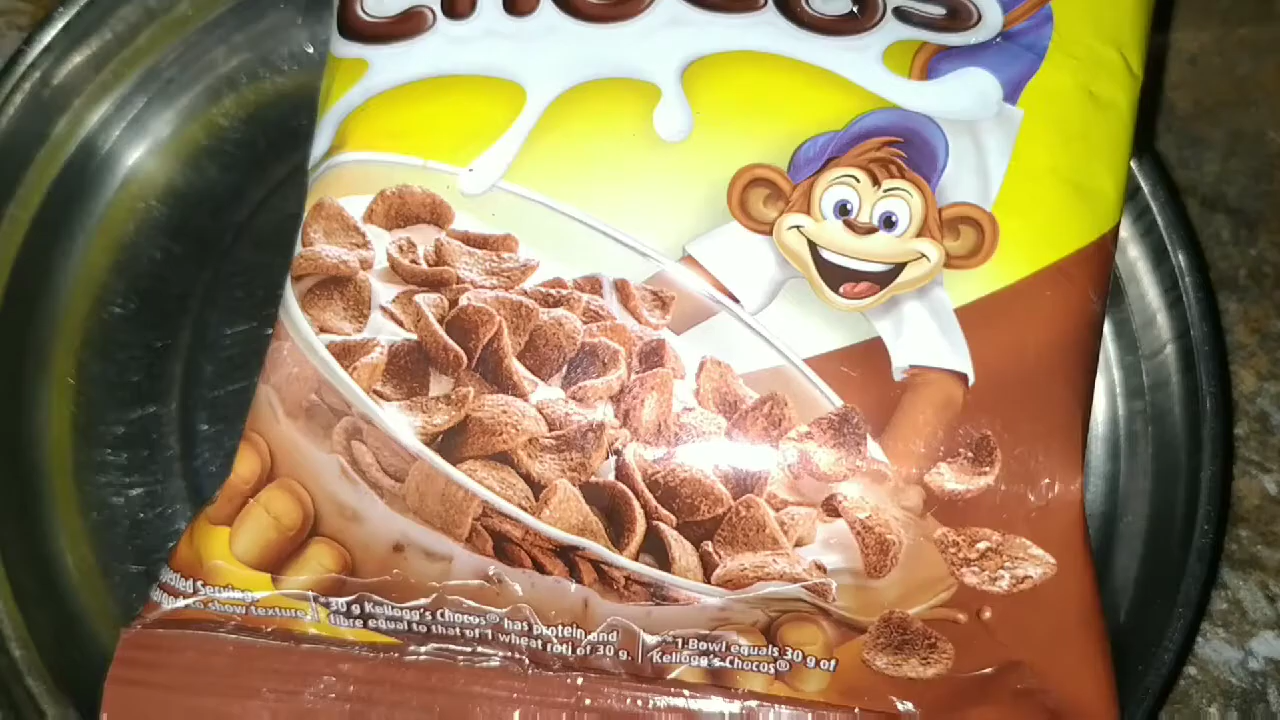 Chocos
Serving.
to show texture.
*30 g Kellogg's Chocos® has protein and
fibre equal to that of 1 wheat roti of 30 g.
**1 Bowl equals 30 g of
Kellogg's Chocos®